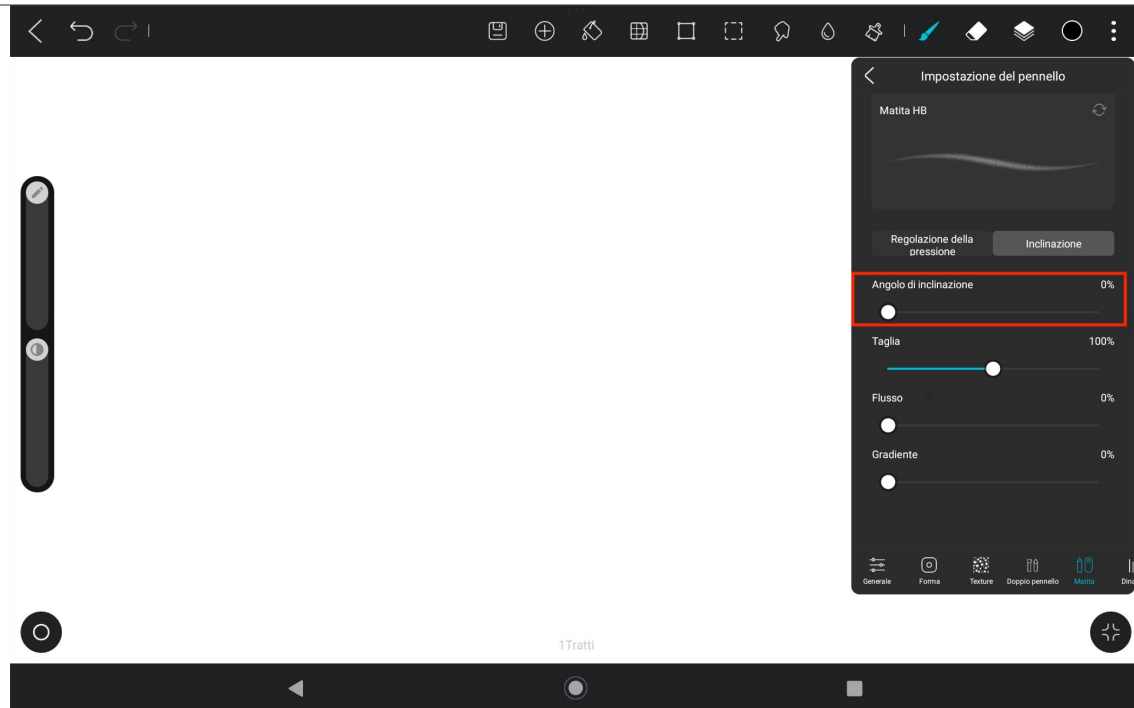 Impostazione del pennello
Matita HB
Regolazione della
pressione
Inclinazione
Angolo di inclinazione 0%
Taglia 100%
Flusso 0%
Gradiente 0%
Generale Forma Texture Doppio pennello Matita Dina
1Tratti